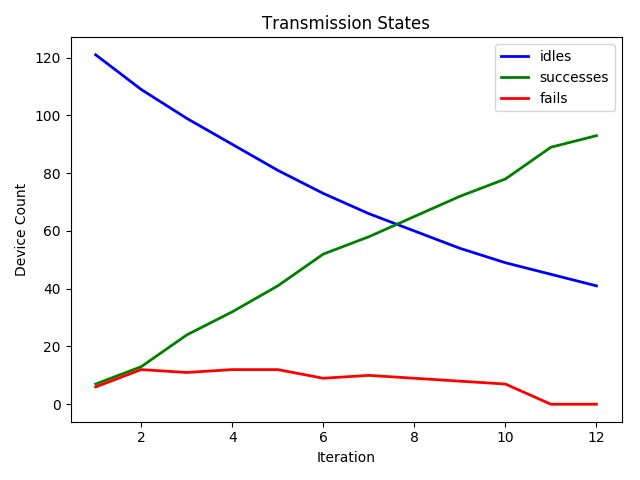 Transmission States
120
100
80
60
40
20
0
Device Count
idles
successes
fails
2
4
6
8
10
12
Iteration